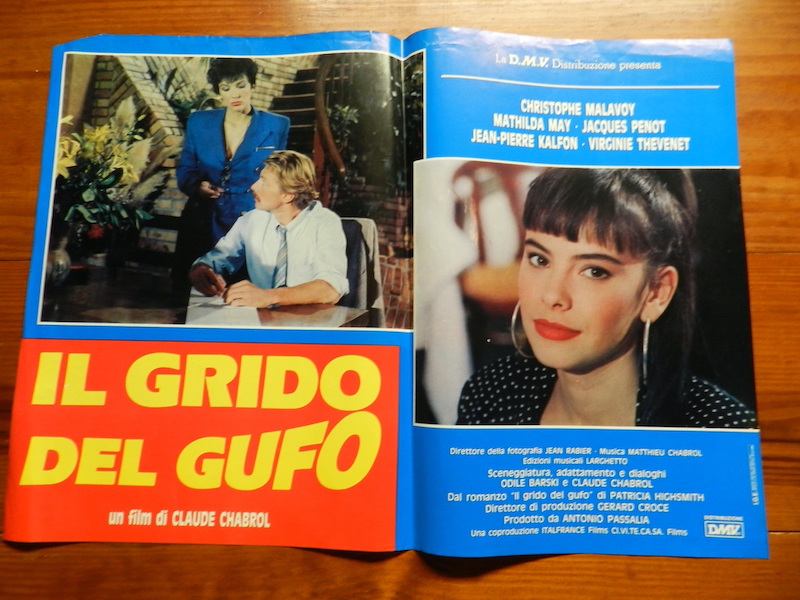 La D.M.V. Distribuzione presenta
CHRISTOPHE MALAVOY
MATHILDA MAY · JACQUES PENOT
JEAN-PIERRE KALFON · VIRGINIE THEVENET
IL GRIDO
DEL GUFO
un film di CLAUDE CHABROL
Direttore della fotografia JEAN RABIER · Musica MATTHIEU CHABROL
Edizioni musicali LARGHETTO
Sceneggiatura, adattamento e dialoghi
ODILE BARSKI e CLAUDE CHABROL
Dal romanzo "Il grido del gufo" di PATRICIA HIGHSMITH
Direttore di produzione GERARD CROCE
Prodotto da ANTONIO PASSALIA
Una coproduzione ITALFRANCE Films CI.VI.TE.CA.SA. Films
DISTRIBUZIONE
D.M.V.